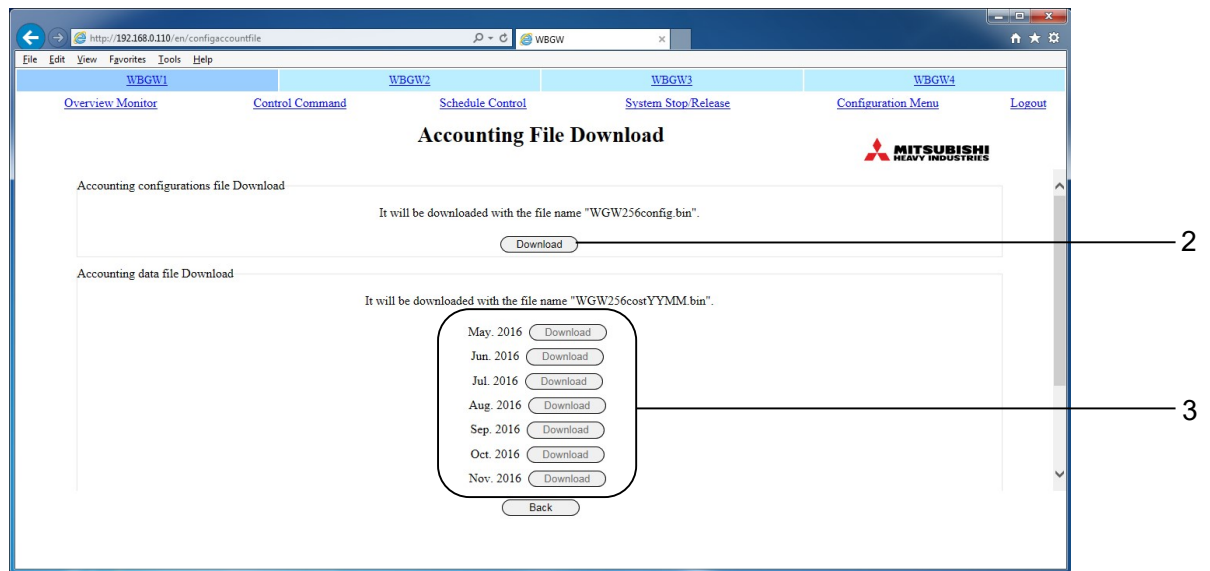 http://192.168.0.110/en/configaccountfile
WBGW
File Edit View Favorites Tools Help
WBGW1 WBGW2 WBGW3 WBGW4
Overview Monitor Control Command Schedule Control System Stop/Release Configuration Menu Logout
Accounting File Download
MITSUBISHI
HEAVY INDUSTRIES
Accounting configurations file Download
It will be downloaded with the file name "WGW256config.bin".
Download
2
Accounting data file Download
It will be downloaded with the file name "WGW256costYYMM.bin".
May. 2016 Download
Jun. 2016 Download
Jul. 2016 Download
Aug. 2016 Download
3
Sep. 2016 Download
Oct. 2016 Download
Nov. 2016 Download
Back